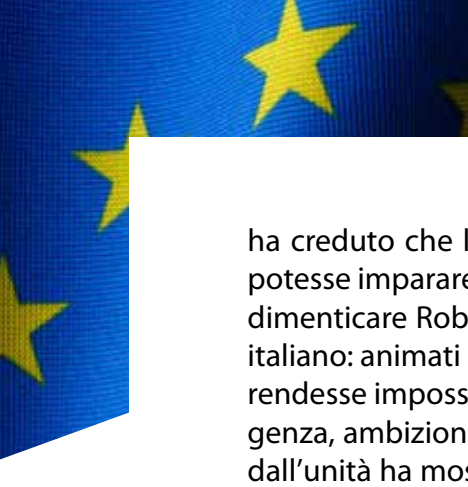 ha creduto che
potesse imparare
dimenticare Rob
italiano: animati
rendesse imposs
genza, ambizion
dall'unità ha mos